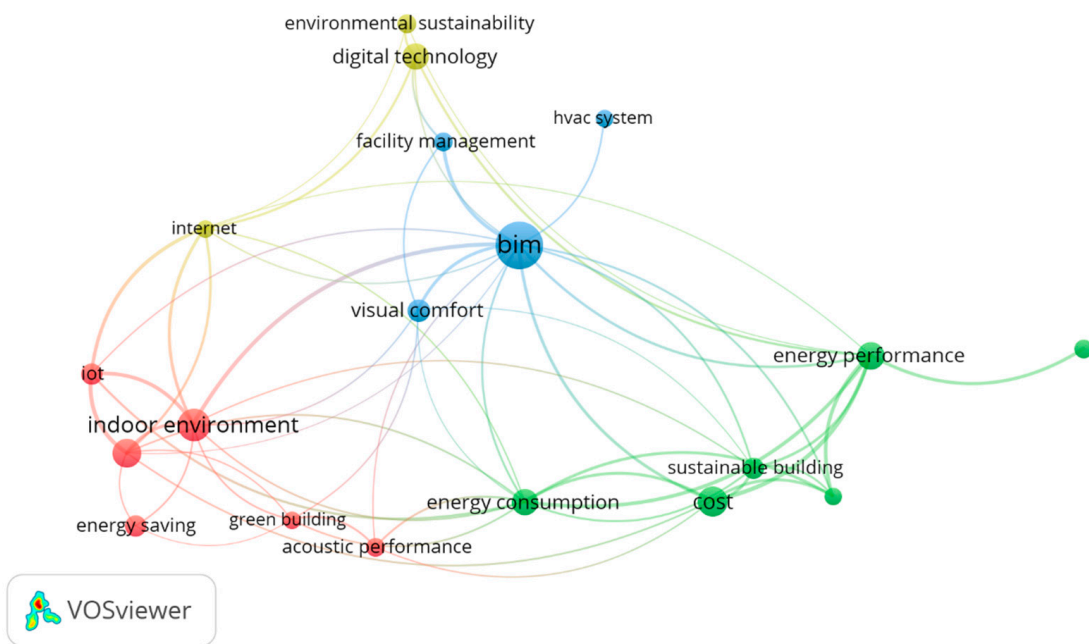 environmental sustainability
digital technology
hvac system
facility management
internet
bim
visual comfort
energy performance
iot
indoor environment
sustainable building
energy consumption
cost
energy saving
green building
acoustic performance
VOSviewer